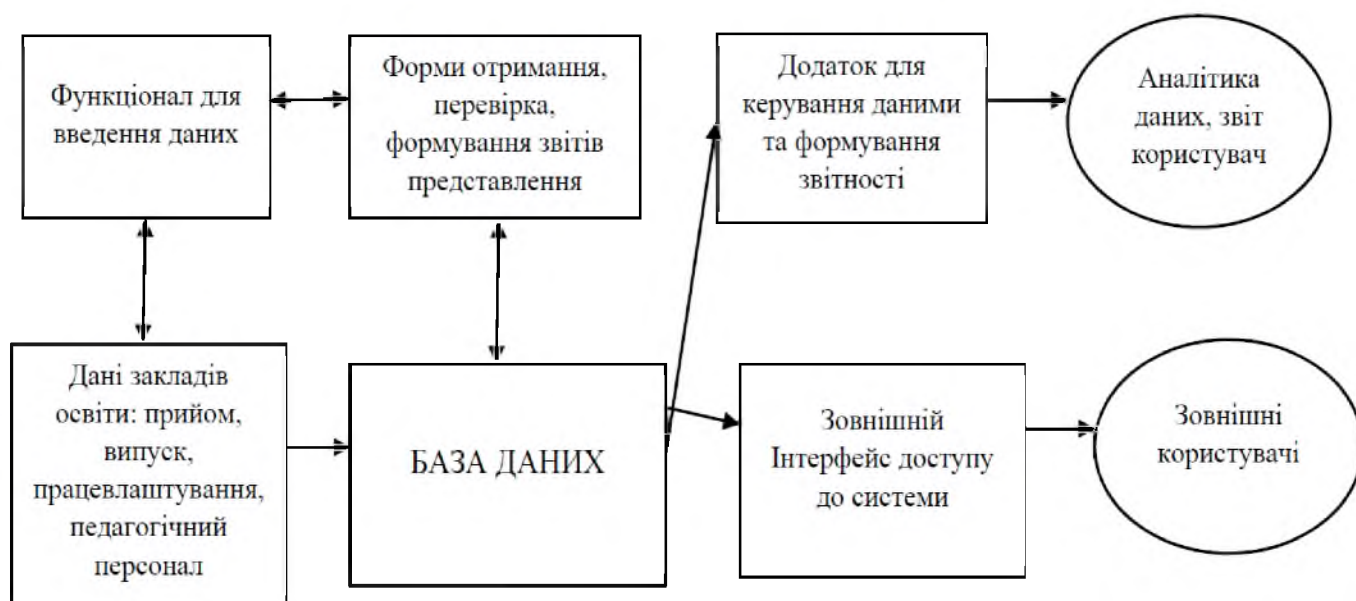 Функціонал для
введення даних
Форми отримання,
перевірка,
формування звітів
представлення
Додаток для
керування даними
та формування
звітності
Аналітика
даних, звіт
користувач
Дані закладів
освіти: прийом,
випуск,
працевлаштування,
педагогічний
персонал
БАЗА ДАНИХ
Зовнішній
Інтерфейс доступу
до системи
Зовнішні
користувачі